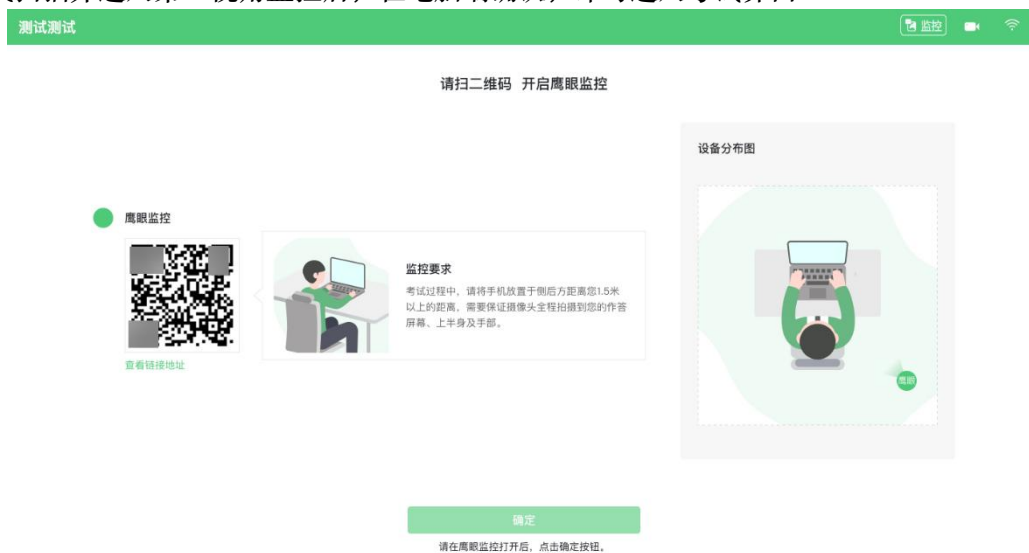 测试测试
监控
请扫二维码 开启鹰眼监控
设备分布图
鹰眼监控
监控要求
考试过程中，请将手机放置于侧后方距离您1.5米
以上的距离，需要保证摄像头全程拍摄到您的作答
屏幕、上半身及手部。
查看链接地址
鹰眼
确定
请在鹰眼监控打开后，点击确定按钮。